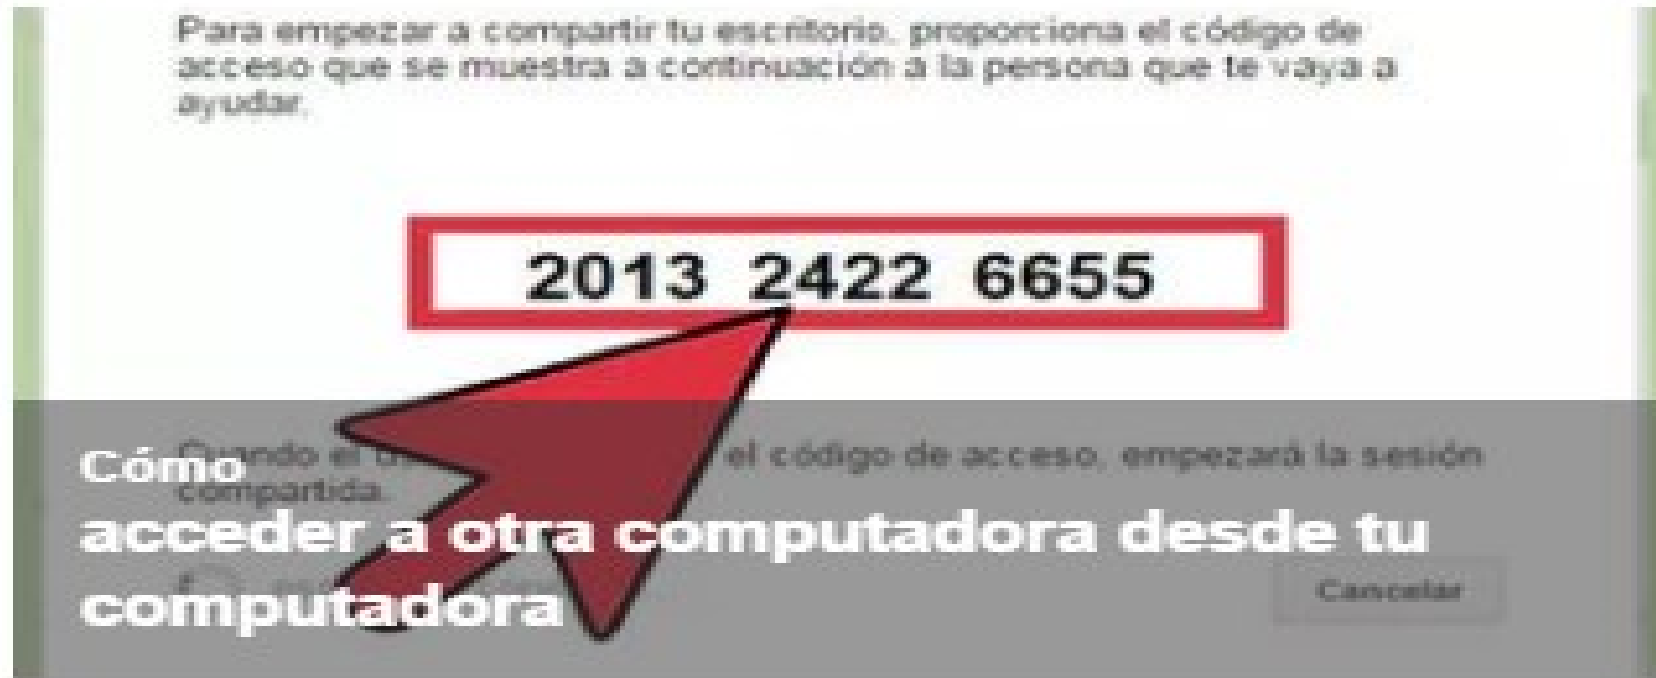 Para empezar a compartir tu escritorio, proporciona el código de
acceso que se muestra a continuación a la persona que te vaya a
ayudar.
2013 2422 6655
Cuando el el código de acceso, empezará la sesión
compartida.
Cómo
acceder a otra computadora desde tu
computadora
Cancelar